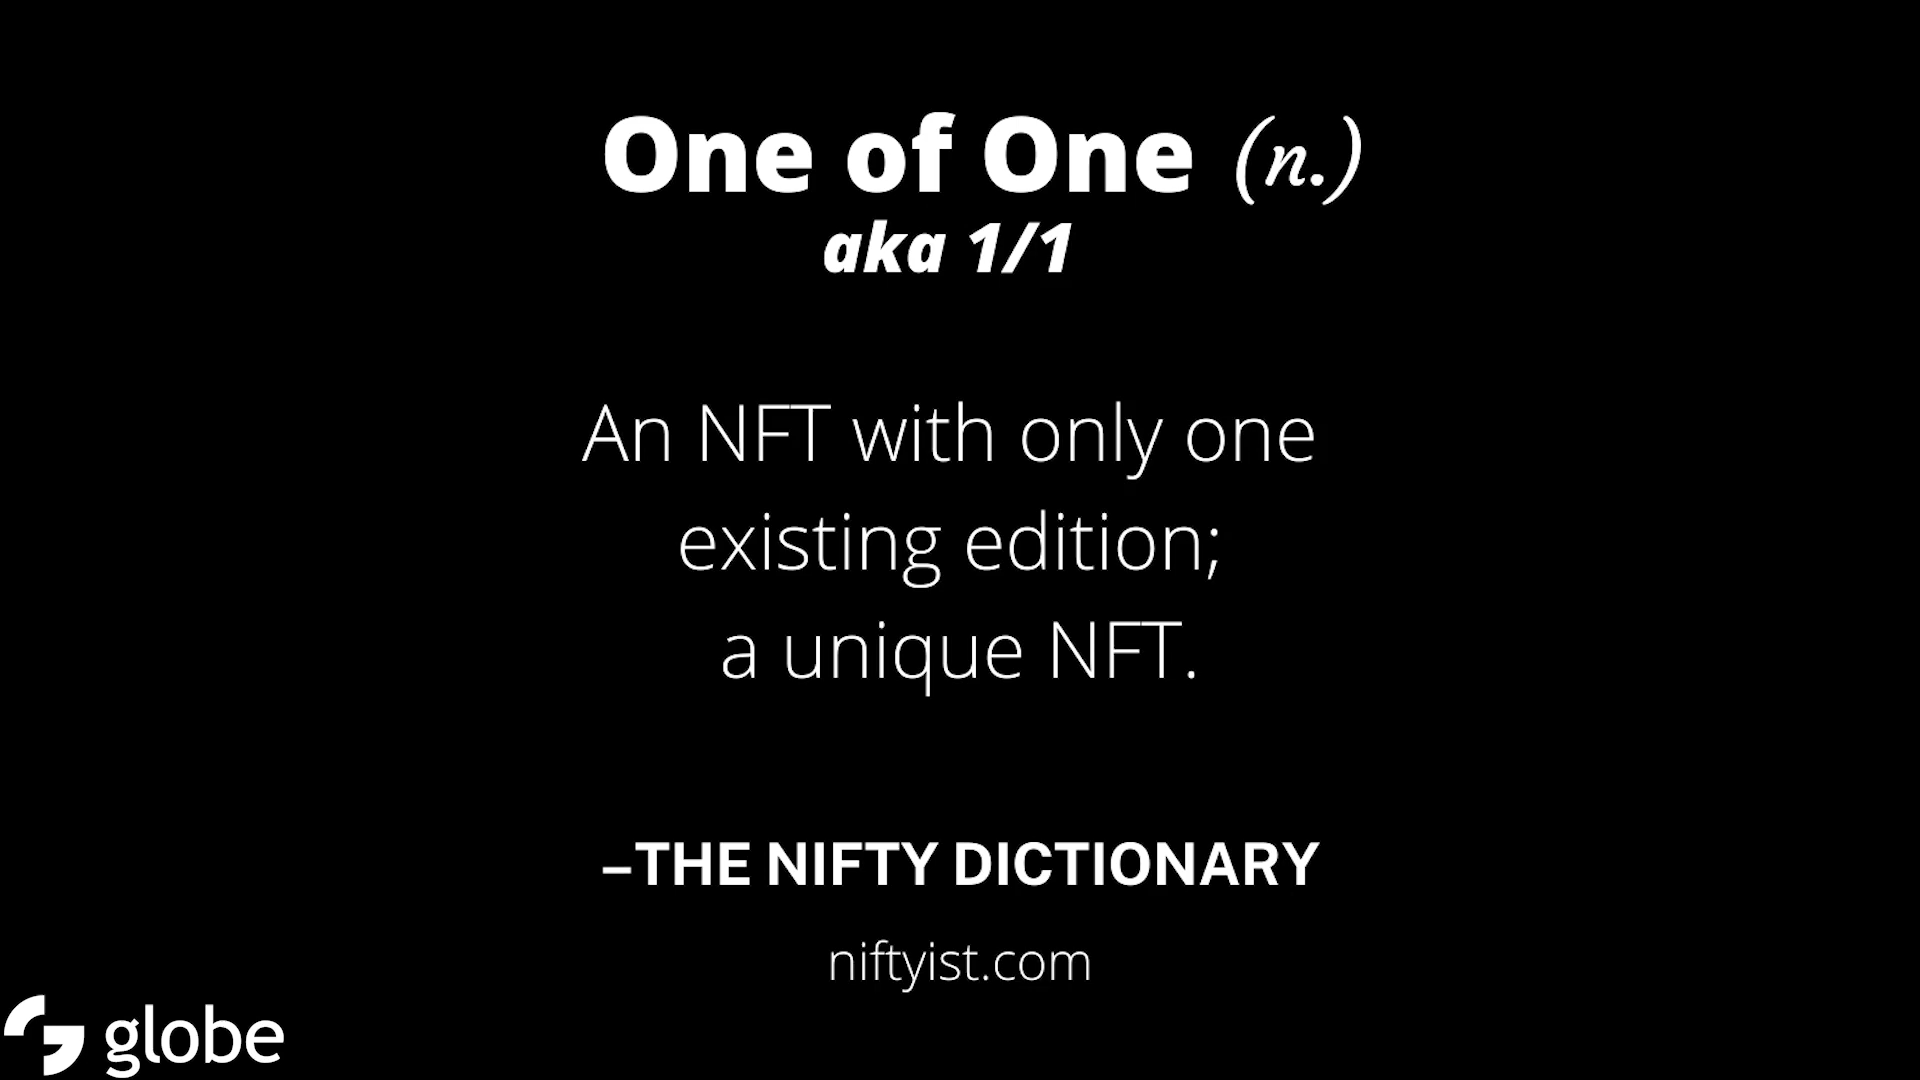 One of One (n.)
aka 1/1
An NFT with only one
existing edition;
a unique NFT.
–THE NIFTY DICTIONARY
niftyist.com
globe